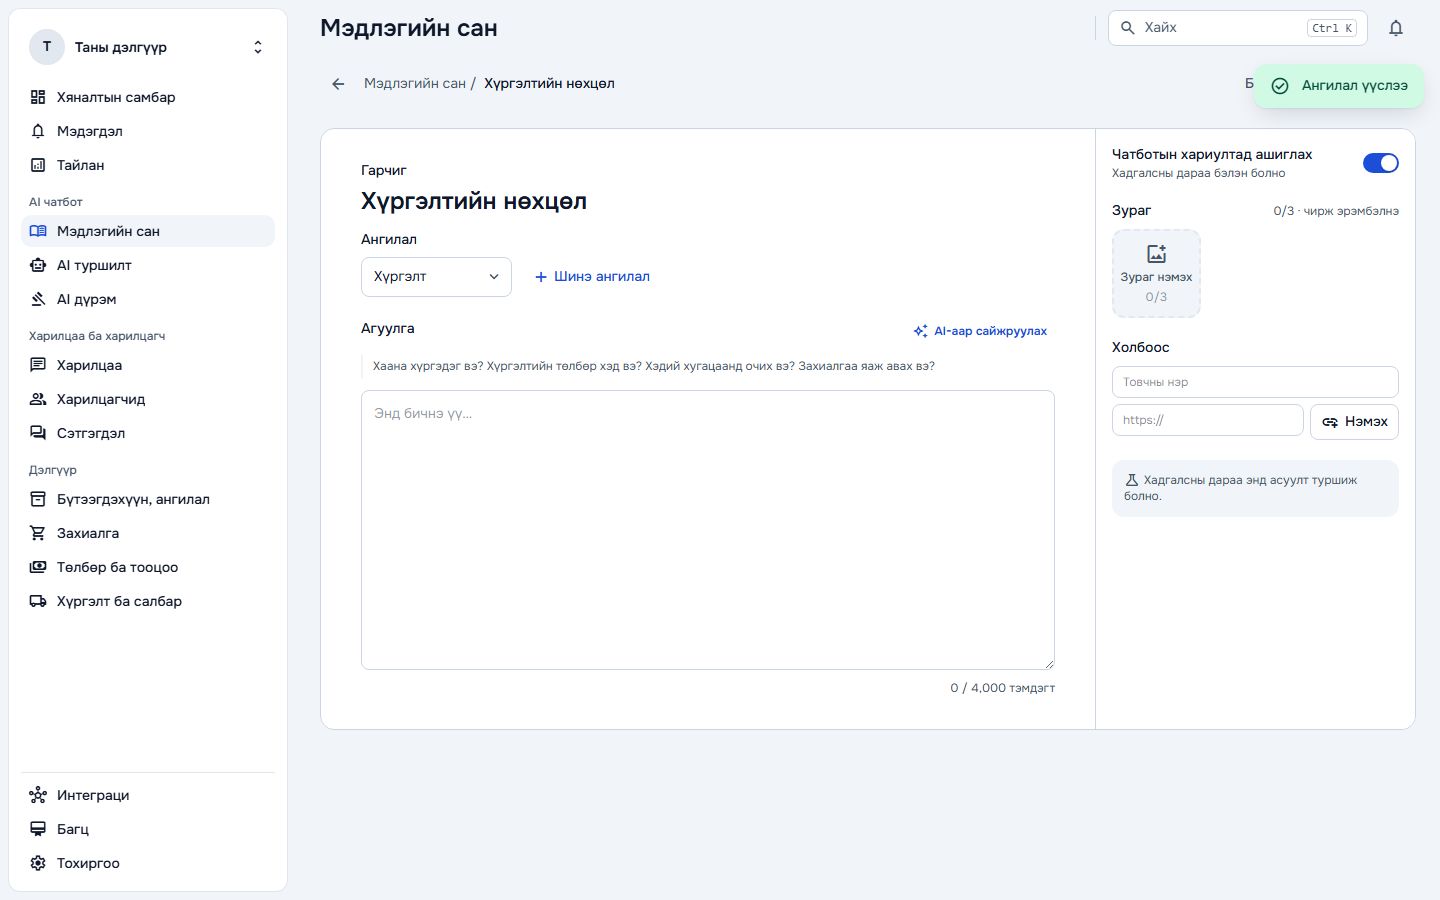 Т
Таны дэлгүүр
Хяналтын самбар
Мэдэгдэл
Тайлан
AI чатбот
Мэдлэгийн сан
AI туршилт
AI дүрэм
Харилцаа ба харилцагч
Харилцаа
Харилцагчид
Сэтгэгдэл
Дэлгүүр
Бүтээгдэхүүн, ангилал
Захиалга
Төлбөр ба тооцоо
Хүргэлт ба салбар
Интеграци
Багц
Тохиргоо
Мэдлэгийн сан
Хайх
Ctrl K
Мэдлэгийн сан / Хүргэлтийн нөхцөл
Ангилал үүслээ
Гарчиг
Хүргэлтийн нөхцөл
Ангилал
Хүргэлт
+ Шинэ ангилал
Агуулга
AI-аар сайжруулах
Хаана хүргэдэг вэ? Хүргэлтийн төлбөр хэд вэ? Хэдий хугацаанд очих вэ? Захиалгаа яаж авах вэ?
Энд бичнэ үү...
0 / 4,000 тэмдэгт
Чатботын хариултад ашиглах
Хадгалсны дараа бэлэн болно
Зураг
0/3 · чирж эрэмбэлнэ
Зураг нэмэх
0/3
Холбоос
Товчны нэр
https://
Нэмэх
Хадгалсны дараа энд асуулт туршиж
болно.